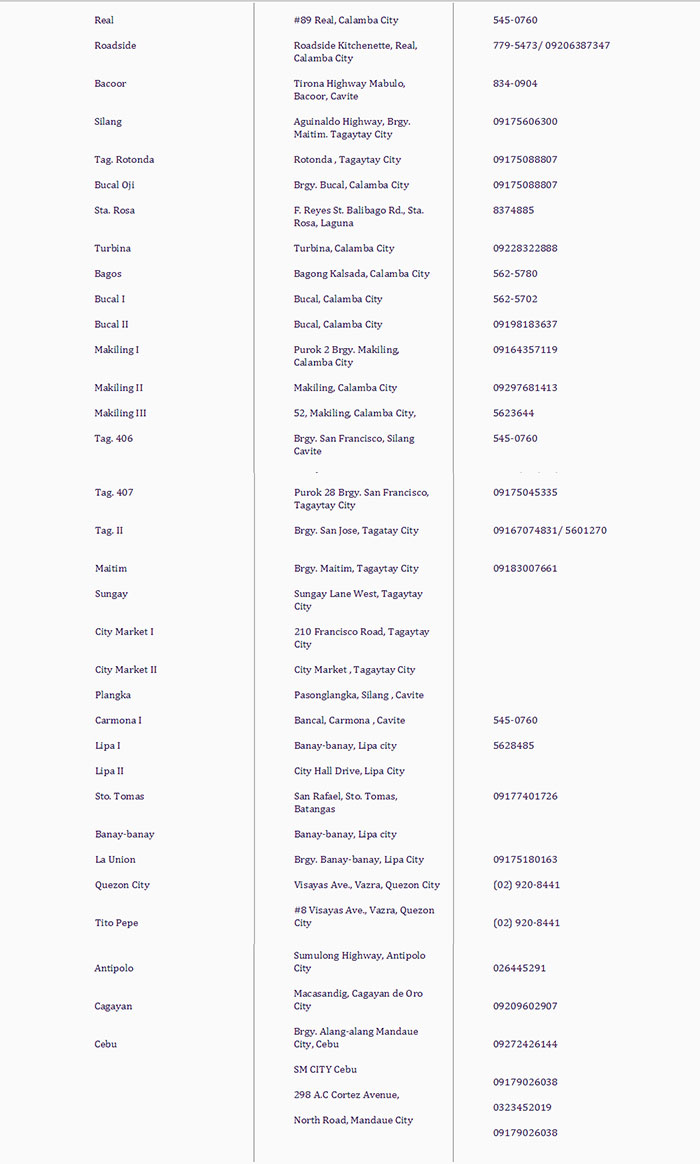 Real #89 Real, Calamba City 545-0760
Roadside Roadside Kitchenette, Real, 779-5473/ 09206387347
Calamba City
Bacoor Tirona Highway Mabulo, 834-0904
Bacoor, Cavite
Silang Aguinaldo Highway, Brgy. 09175606300
Maitim. Tagaytay City
Tag. Rotonda Rotonda , Tagaytay City 09175088807
Bucal Oji Brgy. Bucal, Calamba City 09175088807
Sta. Rosa F. Reyes St. Balibago Rd., Sta. 8374885
Rosa, Laguna
Turbina Turbina, Calamba City 09228322888
Bagos Bagong Kalsada, Calamba City 562-5780
Bucal I Bucal, Calamba City 562-5702
Bucal II Bucal, Calamba City 09198183637
Makiling I Purok 2 Brgy. Makiling, 09164357119
Calamba City
Makiling II Makiling, Calamba City 09297681413
Makiling III 52, Makiling, Calamba City, 5623644
Tag. 406 Brgy. San Francisco, Silang 545-0760
Cavite
Tag. 407 Purok 28 Brgy. San Francisco, 09175045335
Tagaytay City
Tag. II Brgy. San Jose, Tagatay City 09167074831/ 5601270
Maitim Brgy. Maitim, Tagaytay City 09183007661
Sungay Sungay Lane West, Tagaytay
City
City Market I 210 Francisco Road, Tagaytay
City
City Market II City Market , Tagaytay City
Plangka Pasonglangka, Silang , Cavite
Carmona I Bancal, Carmona , Cavite 545-0760
Lipa I Banay-banay, Lipa city 5628485
Lipa II City Hall Drive, Lipa City
Sto. Tomas San Rafael, Sto. Tomas, 09177401726
Batangas
Banay-banay Banay-banay, Lipa city
La Union Brgy. Banay-banay, Lipa City 09175180163
Quezon City Visayas Ave., Vazra, Quezon City (02) 920-8441
#8 Visayas Ave., Vazra, Quezon
Tito Pepe City (02) 920-8441
Sumulong Highway, Antipolo
Antipolo City 026445291
Macasandig, Cagayan de Oro
Cagayan City 09209602907
Brgy. Alang-alang Mandaue
Cebu City, Cebu 09272426144
SM CITY Cebu
09179026038
298 A.C Cortez Avenue,
0323452019
North Road, Mandaue City
09179026038